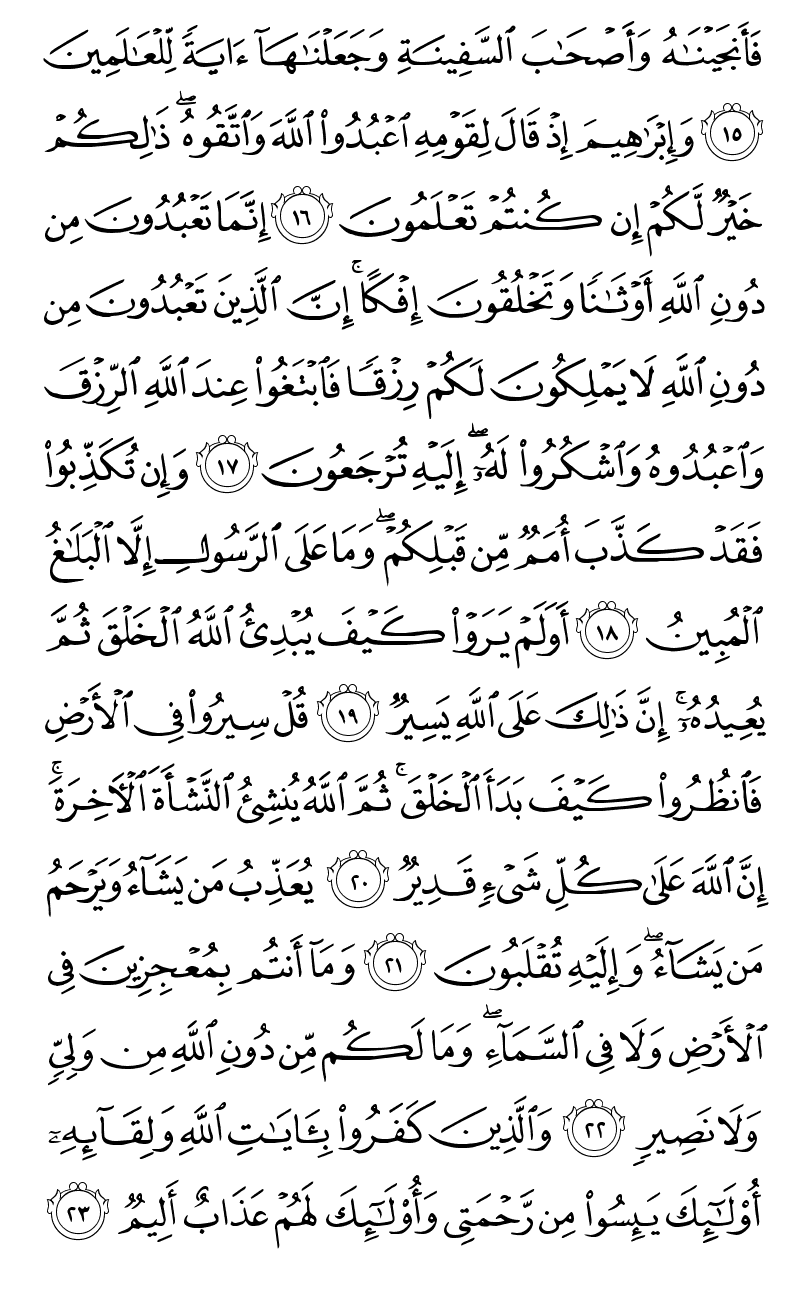 فَأَنجَيۡنَٰهُ وَأَصۡحَٰبَ ٱلسَّفِينَةِ وَجَعَلۡنَٰهَآ ءَايَةٗ لِّلۡعَٰلَمِينَ
١٥ وَإِبۡرَٰهِيمَ إِذۡ قَالَ لِقَوۡمِهِ ٱعۡبُدُواْ ٱللَّهَ وَٱتَّقُوهُۖ ذَٰلِكُمۡ
خَيۡرٞ لَّكُمۡ إِن كُنتُمۡ تَعۡلَمُونَ ١٦ إِنَّمَا تَعۡبُدُونَ مِن
دُونِ ٱللَّهِ أَوۡثَٰنٗا وَتَخۡلُقُونَ إِفۡكًاۚ إِنَّ ٱلَّذِينَ تَعۡبُدُونَ مِن
دُونِ ٱللَّهِ لَا يَمۡلِكُونَ لَكُمۡ رِزۡقٗا فَٱبۡتَغُواْ عِندَ ٱللَّهِ ٱلرِّزۡقَ
وَٱعۡبُدُوهُ وَٱشۡكُرُواْ لَهُۥٓۖ إِلَيۡهِ تُرۡجَعُونَ ١٧ وَإِن تُكَذِّبُواْ
فَقَدۡ كَذَّبَ أُمَمٞ مِّن قَبۡلِكُمۡۖ وَمَا عَلَى ٱلرَّسُولِ إِلَّا ٱلۡبَلَٰغُ
ٱلۡمُبِينُ ١٨ أَوَلَمۡ يَرَوۡاْ كَيۡفَ يُبۡدِئُ ٱللَّهُ ٱلۡخَلۡقَ ثُمَّ
يُعِيدُهُۥٓۚ إِنَّ ذَٰلِكَ عَلَى ٱللَّهِ يَسِيرٞ ١٩ قُلۡ سِيرُواْ فِي ٱلۡأَرۡضِ
فَٱنظُرُواْ كَيۡفَ بَدَأَ ٱلۡخَلۡقَۚ ثُمَّ ٱللَّهُ يُنشِئُ ٱلنَّشۡأَةَ ٱلۡأٓخِرَةَۚ
إِنَّ ٱللَّهَ عَلَىٰ كُلِّ شَيۡءٖ قَدِيرٞ ٢٠ يُعَذِّبُ مَن يَشَآءُ وَيَرۡحَمُ
مَن يَشَآءُۖ وَإِلَيۡهِ تُقۡلَبُونَ ٢١ وَمَآ أَنتُم بِمُعۡجِزِينَ فِي
ٱلۡأَرۡضِ وَلَا فِي ٱلسَّمَآءِۖ وَمَا لَكُم مِّن دُونِ ٱللَّهِ مِن وَلِيّٖ
وَلَا نَصِيرٖ ٢٢ وَٱلَّذِينَ كَفَرُواْ بِـَٔايَٰتِ ٱللَّهِ وَلِقَآئِهِۦٓ
أُوْلَٰٓئِكَ يَئِسُواْ مِن رَّحۡمَتِي وَأُوْلَٰٓئِكَ لَهُمۡ عَذَابٌ أَلِيمٞ ٢٣